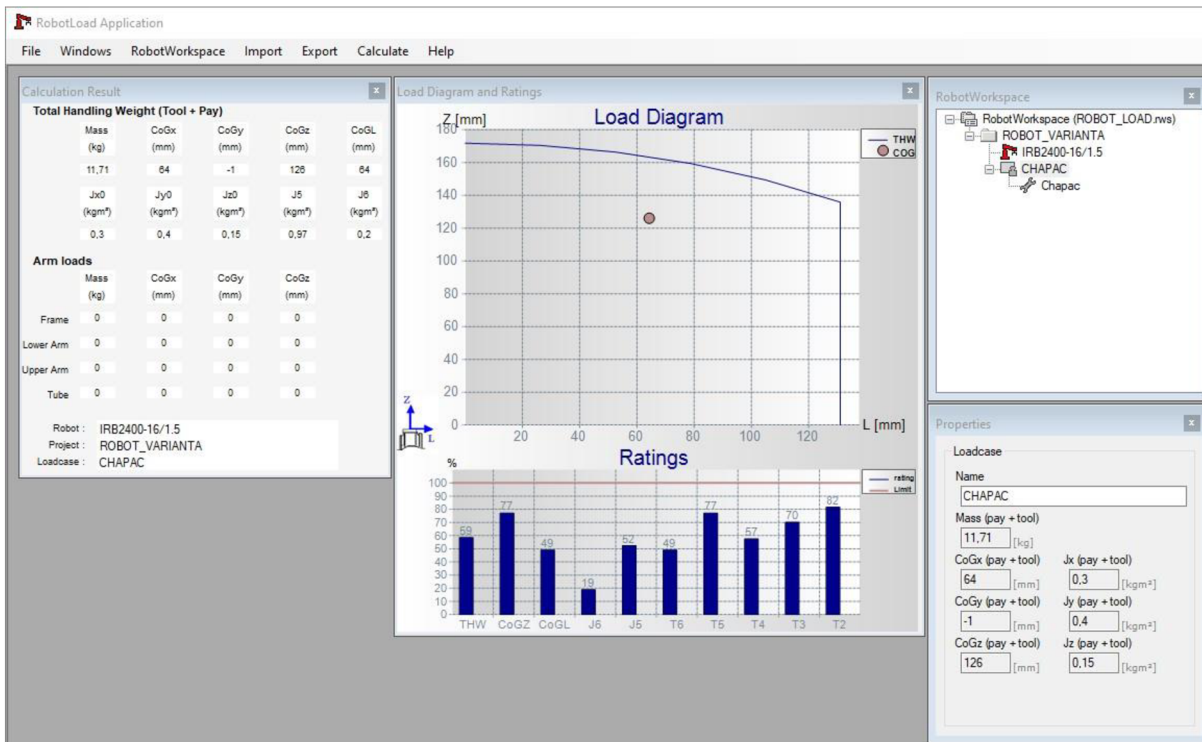 RobotLoad Application
File Windows RobotWorkspace Import Export Calculate Help
Calculation Result
Total Handling Weight (Tool + Pay)
Mass CoGx CoGy CoGz CoGL
(kg) (mm) (mm) (mm) (mm)
11,71 64 -1 126 64
Jx0 Jy0 Jz0 J5 J6
(kgm²) (kgm²) (kgm²) (kgm²) (kgm²)
0,3 0,4 0,15 0,97 0,2
Arm loads
Mass CoGx CoGy CoGz
(kg) (mm) (mm) (mm)
Frame 0 0 0 0
Lower Arm 0 0 0 0
Upper Arm 0 0 0 0
Tube 0 0 0 0
Robot : IRB2400-16/1.5
Project : ROBOT_VARIANTA
Loadcase : CHAPAC
Load Diagram and Ratings
Load Diagram
Z [mm]
180
160
140
120
100
80
60
40
20
0
20 40 60 80 100 120
L [mm]
THW
COG
Z
L
Ratings
%
100
90
80
70
60
50
40
30
20
10
0
59 77 49 19 52 49 77 57 70 82
THW CoGZ CoGL J6 J5 T6 T5 T4 T3 T2
rating
Limit
RobotWorkspace
RobotWorkspace (ROBOT_LOAD.rws)
ROBOT_VARIANTA
IRB2400-16/1.5
CHAPAC
Chapac
Properties
Loadcase
Name
CHAPAC
Mass (pay + tool)
11,71 [kg]
CoGx (pay + tool) Jx (pay + tool)
64 [mm] 0,3 [kgm²]
CoGy (pay + tool) Jy (pay + tool)
-1 [mm] 0,4 [kgm²]
CoGz (pay + tool) Jz (pay + tool)
126 [mm] 0,15 [kgm²]